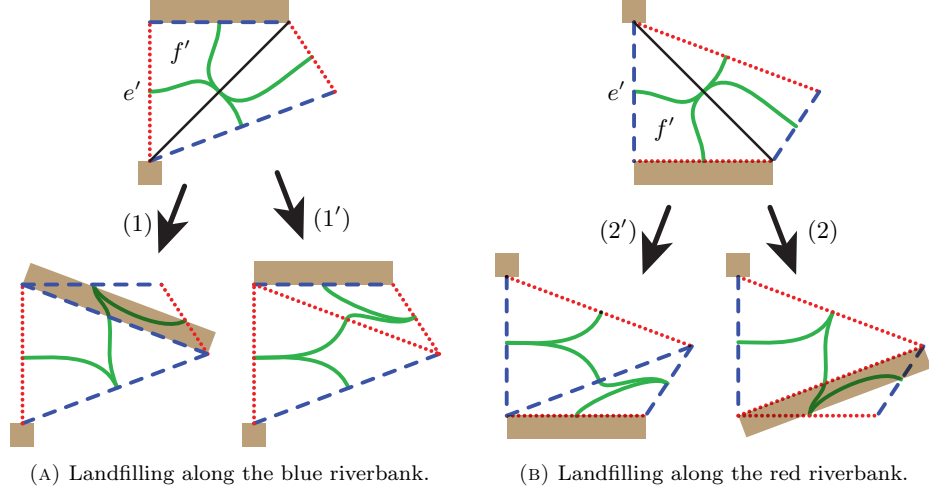 f′
e′
e′
f′
(1)
(1′)
(2′)
(2)
(A) Landfilling along the blue riverbank.
(B) Landfilling along the red riverbank.